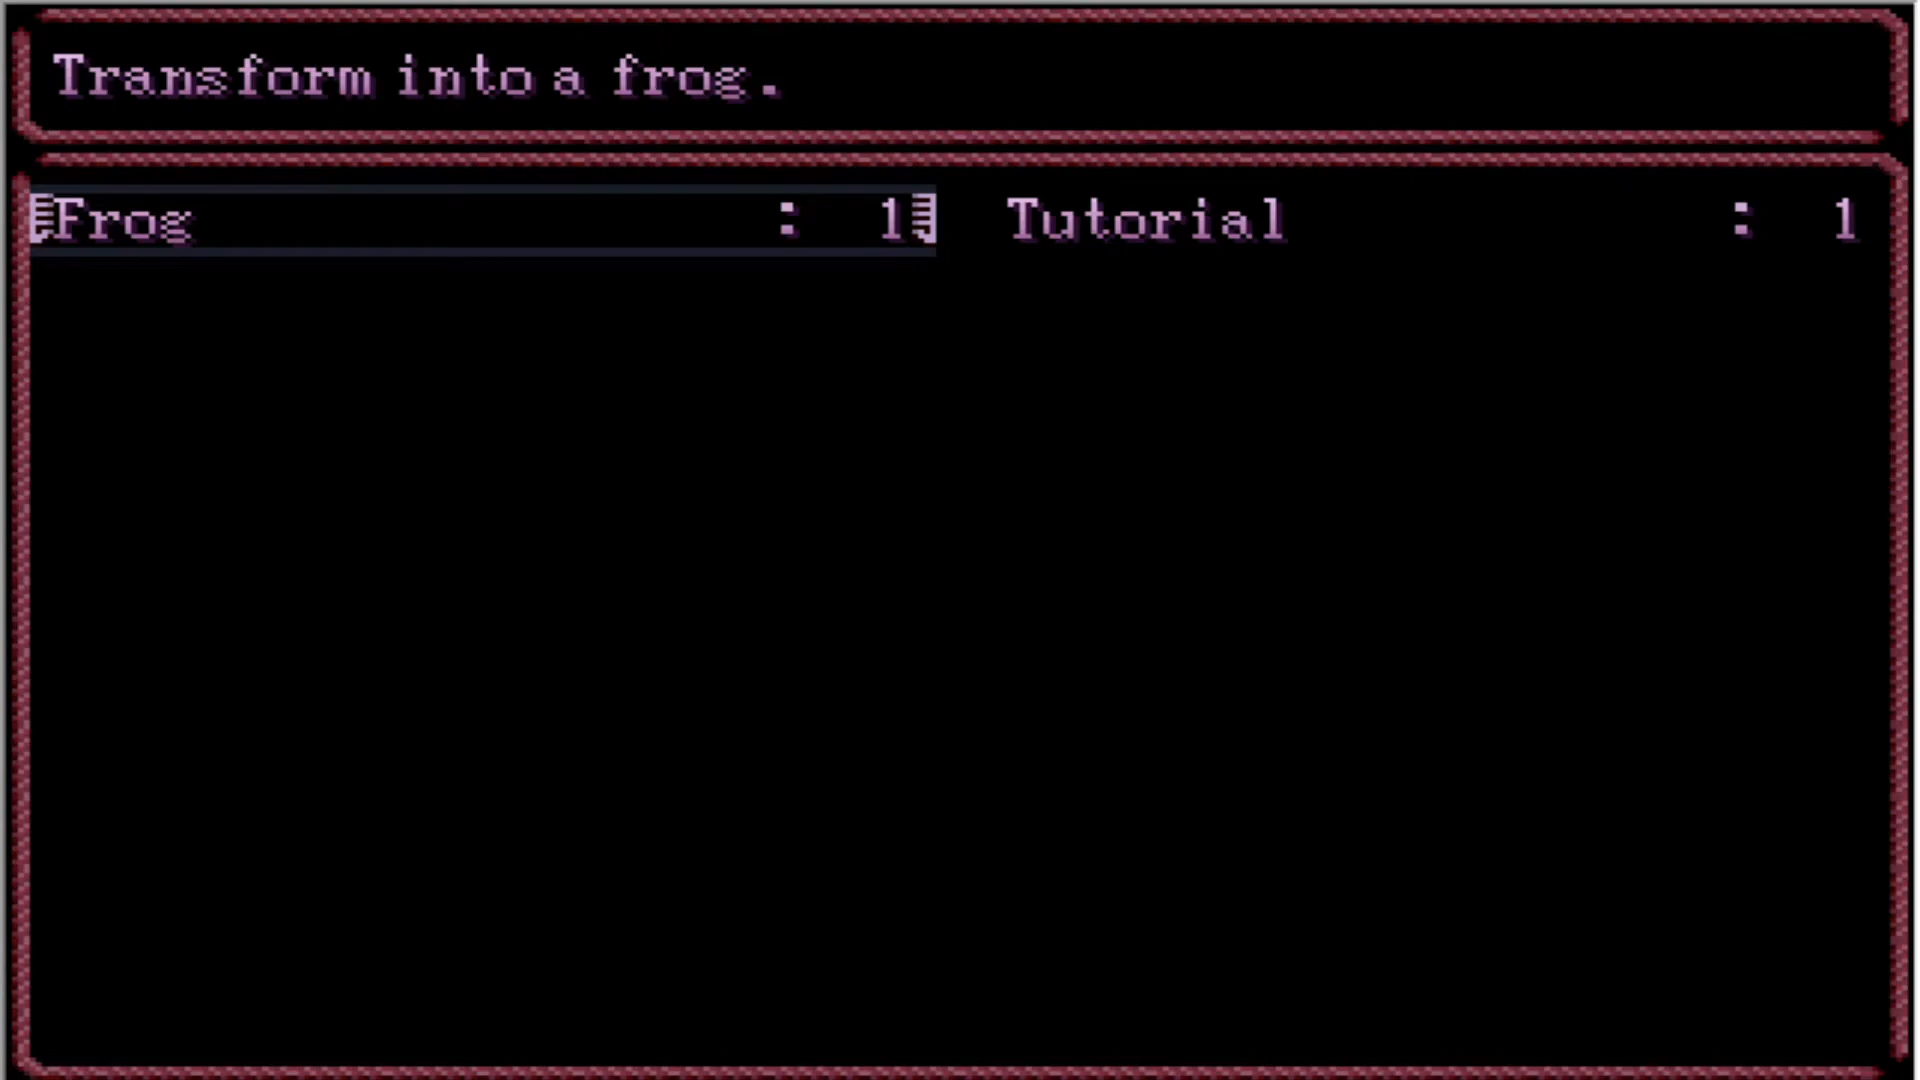 Transform into a frog.
Frog : 1 Tutorial : 1